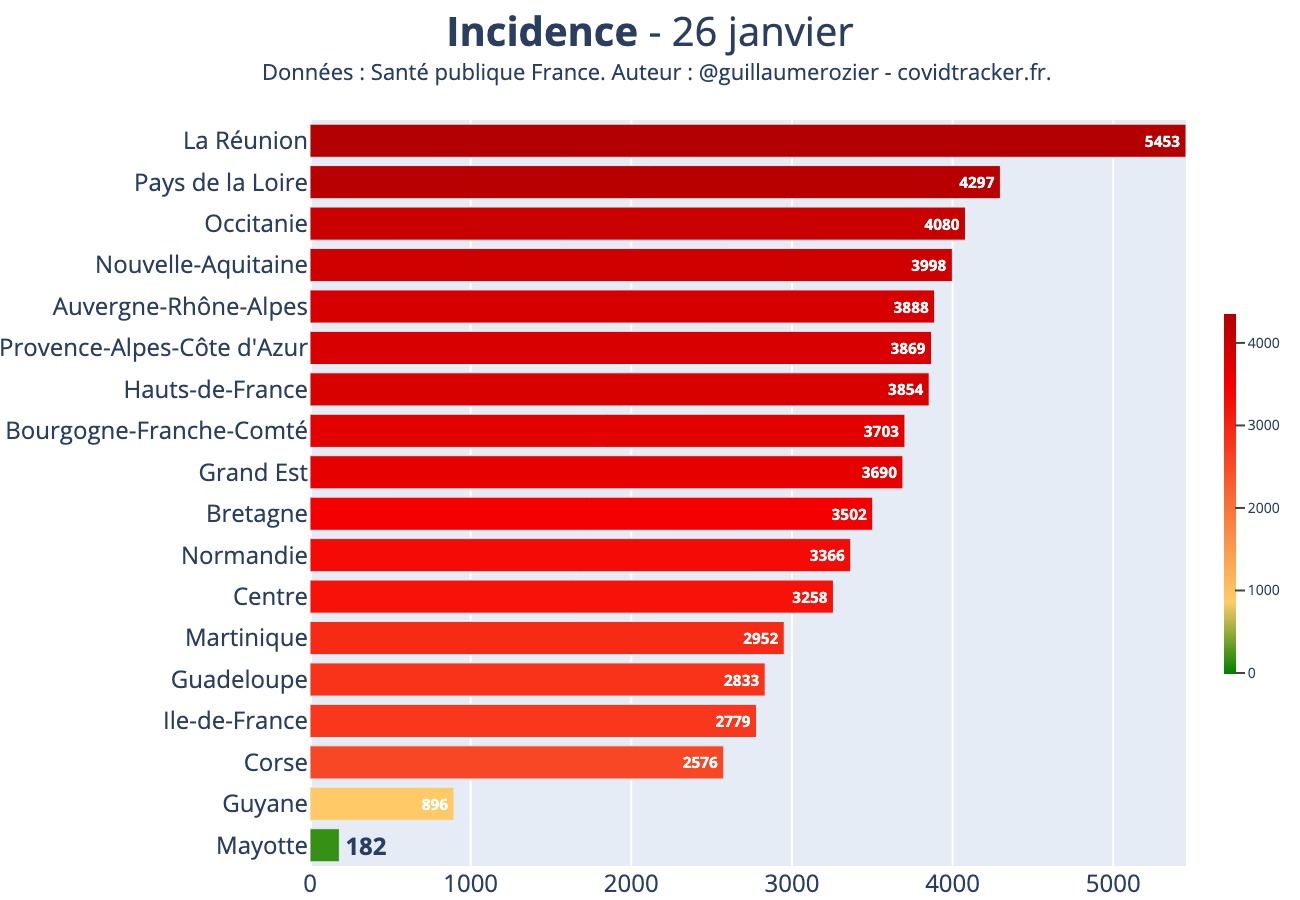 Incidence - 26 janvier
Données : Santé publique France. Auteur : @guillaumerozier - covidtracker.fr.
La Réunion 5453
Pays de la Loire 4297
Occitanie 4080
Nouvelle-Aquitaine 3998
Auvergne-Rhône-Alpes 3888
Provence-Alpes-Côte d'Azur 3869
Hauts-de-France 3854
Bourgogne-Franche-Comté 3703
Grand Est 3690
Bretagne 3502
Normandie 3366
Centre 3258
Martinique 2952
Guadeloupe 2833
Ile-de-France 2779
Corse 2576
Guyane 896
Mayotte 182
0 1000 2000 3000 4000 5000
4000
3000
2000
1000
0